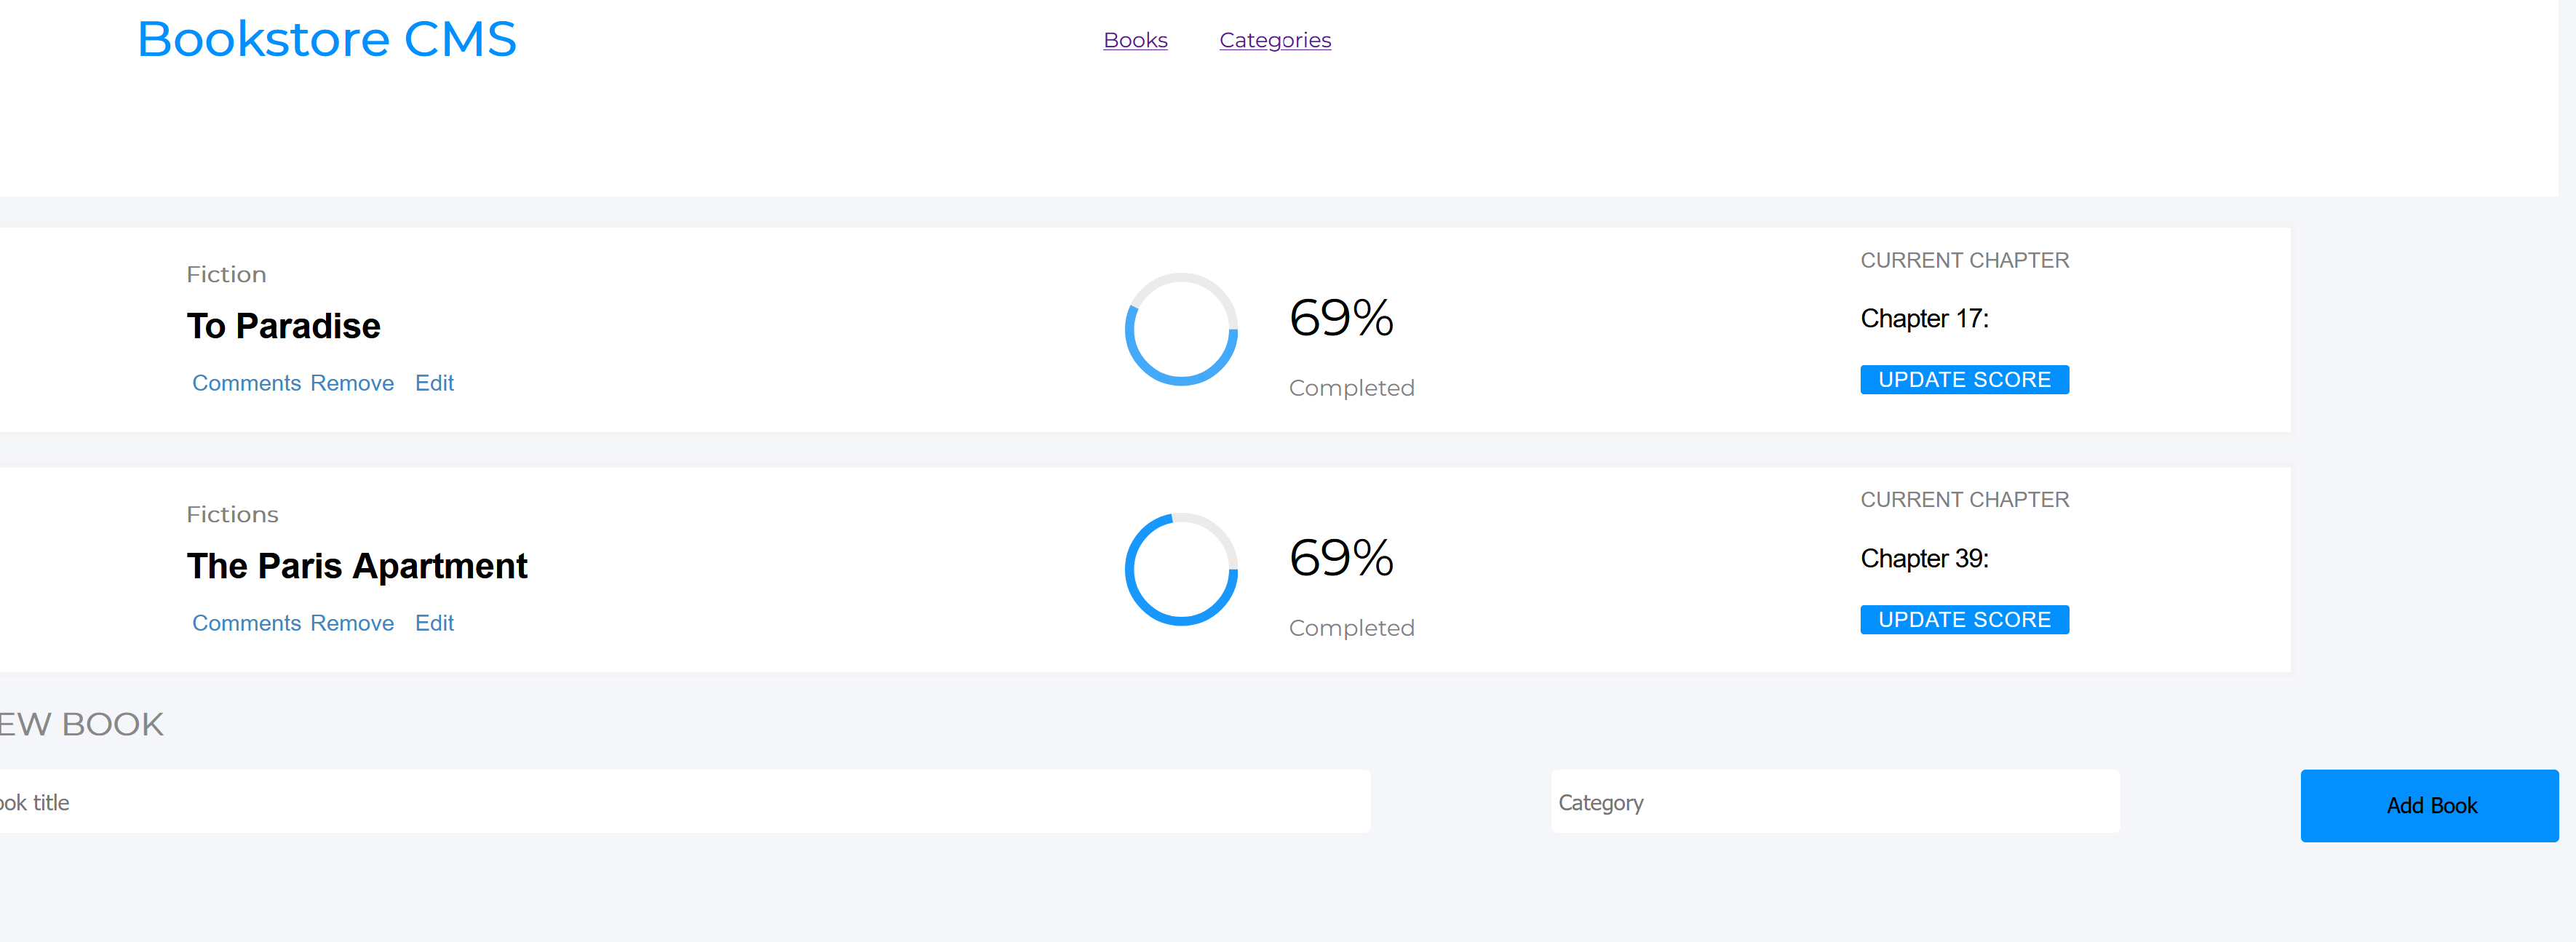 Bookstore CMS
Books Categories
Fiction
To Paradise
Comments Remove Edit
69%
Completed
CURRENT CHAPTER
Chapter 17:
UPDATE SCORE
Fictions
The Paris Apartment
Comments Remove Edit
69%
Completed
CURRENT CHAPTER
Chapter 39:
UPDATE SCORE
EW BOOK
ook title
Category
Add Book